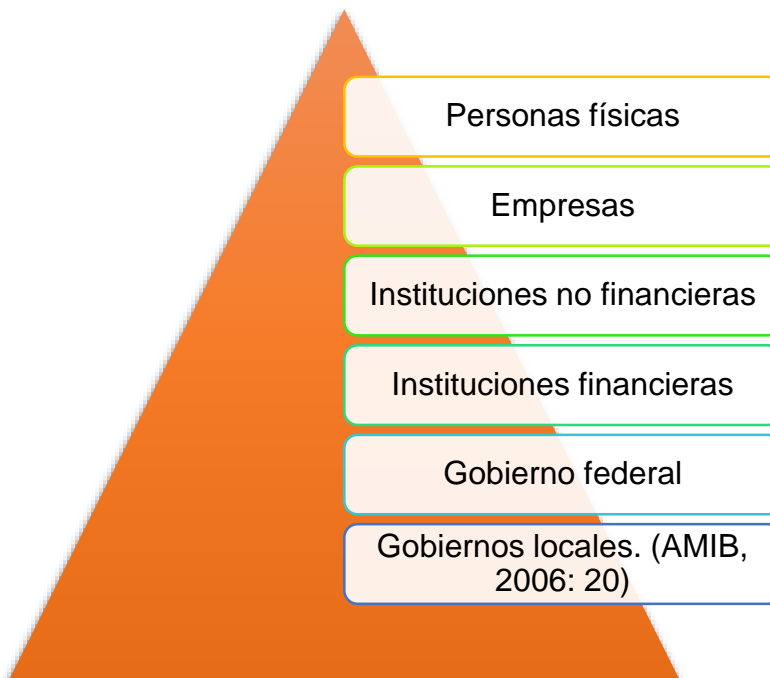 Personas físicas
Empresas
Instituciones no financieras
Instituciones financieras
Gobierno federal
Gobiernos locales. (AMIB,
2006: 20)